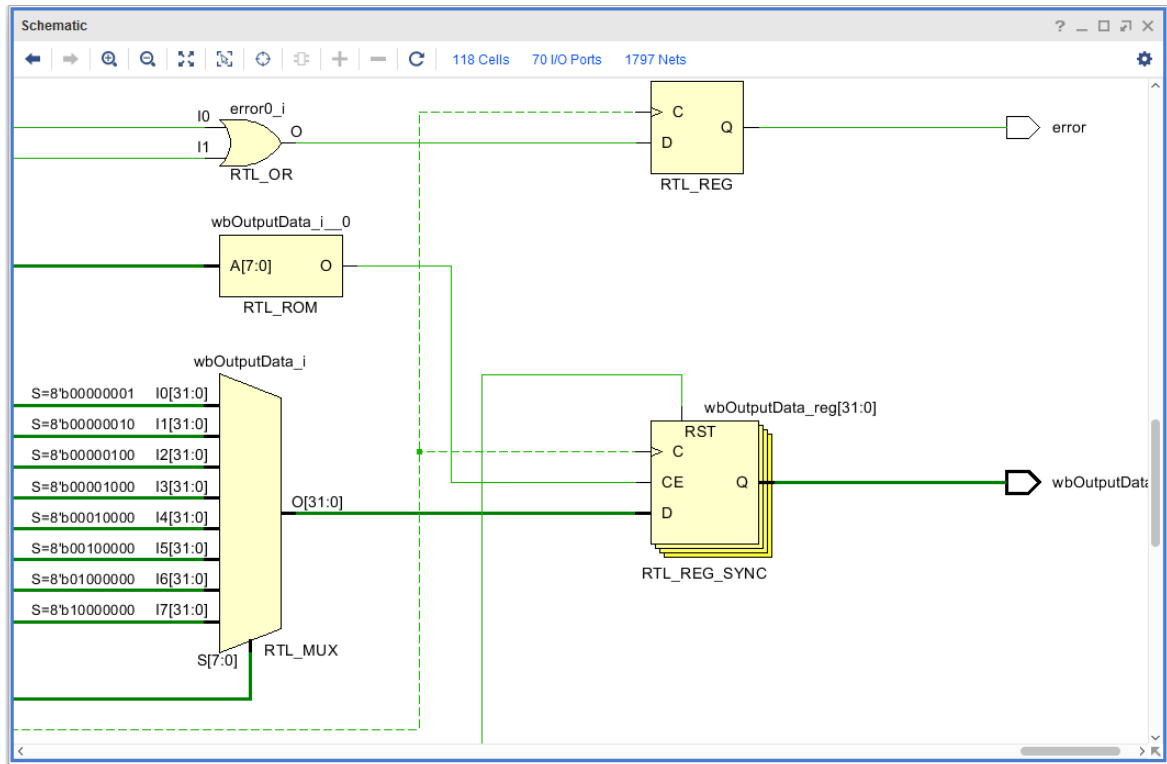 Schematic
118 Cells 70 I/O Ports 1797 Nets
error0_i
I0
I1
O
RTL_OR
C
D
Q
RTL_REG
error
wbOutputData_i__0
A[7:0] O
RTL_ROM
wbOutputData_i
S=8'b00000001 I0[31:0]
S=8'b00000010 I1[31:0]
S=8'b00000100 I2[31:0]
S=8'b00001000 I3[31:0]
S=8'b00010000 I4[31:0]
S=8'b00100000 I5[31:0]
S=8'b01000000 I6[31:0]
S=8'b10000000 I7[31:0]
S[7:0]
O[31:0]
RTL_MUX
wbOutputData_reg[31:0]
RST
C
CE
D
Q
RTL_REG_SYNC
wbOutputData